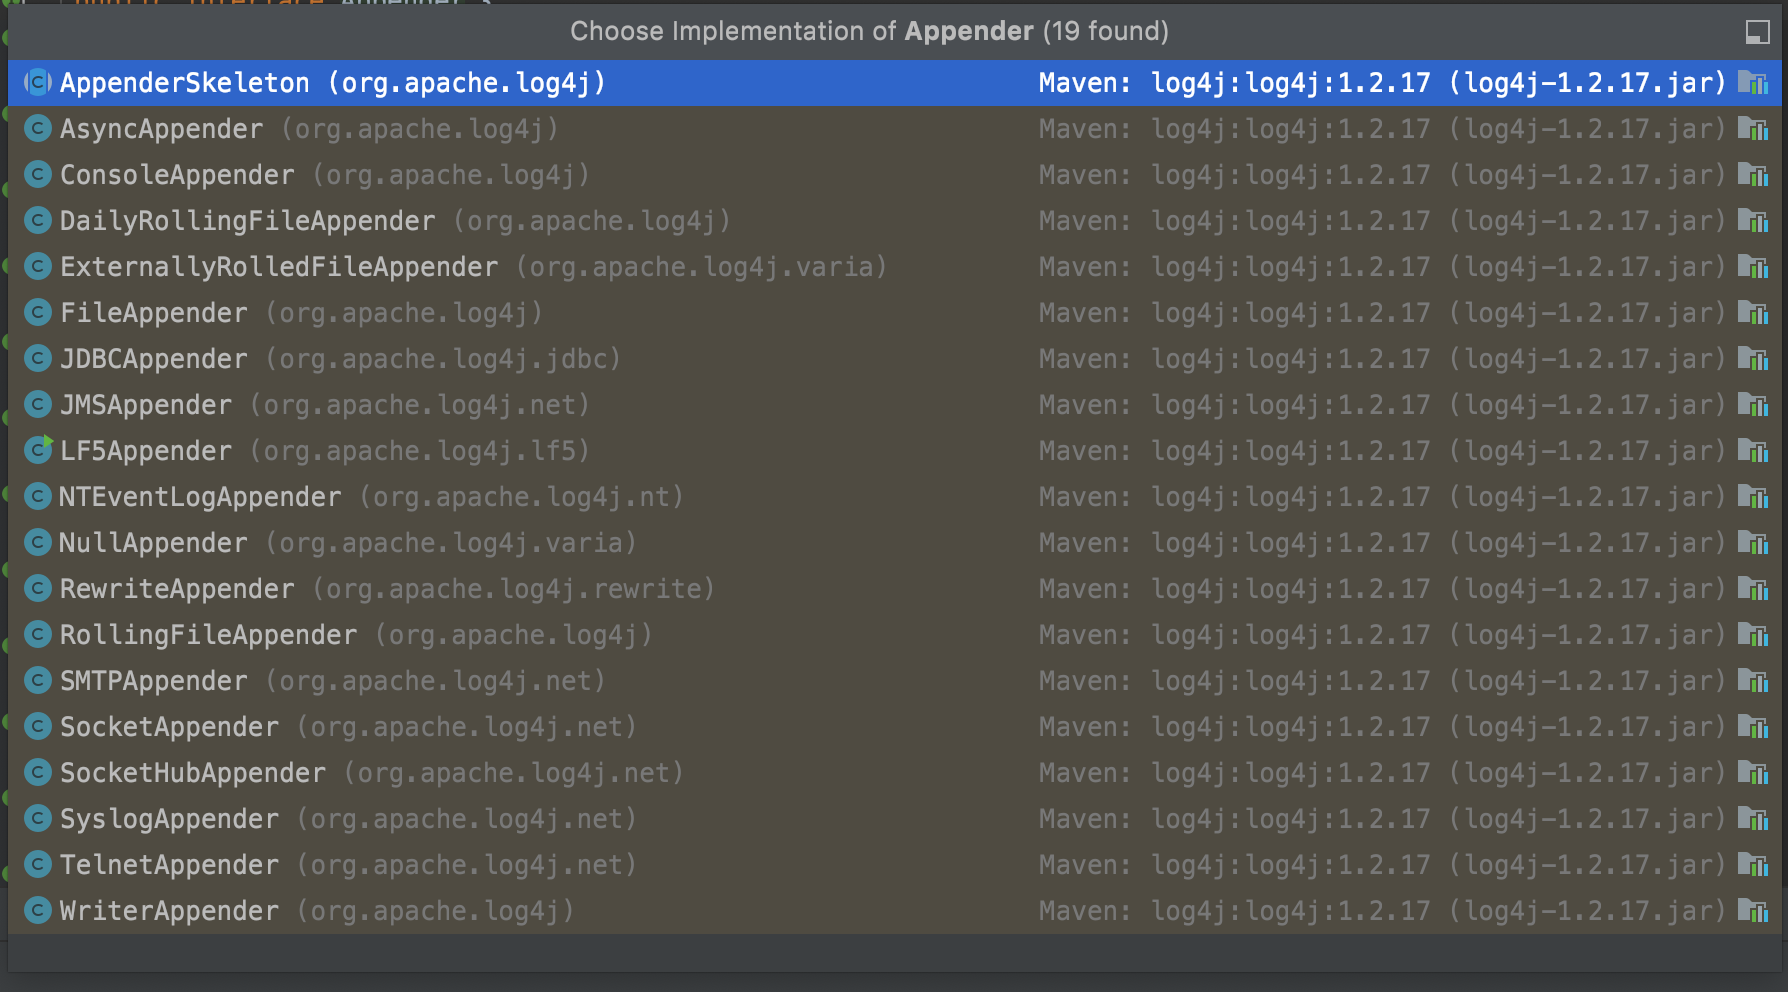 public interface Appender {
Choose Implementation of Appender (19 found)
AppenderSkeleton (org.apache.log4j) Maven: log4j:log4j:1.2.17 (log4j-1.2.17.jar)
AsyncAppender (org.apache.log4j) Maven: log4j:log4j:1.2.17 (log4j-1.2.17.jar)
ConsoleAppender (org.apache.log4j) Maven: log4j:log4j:1.2.17 (log4j-1.2.17.jar)
DailyRollingFileAppender (org.apache.log4j) Maven: log4j:log4j:1.2.17 (log4j-1.2.17.jar)
ExternallyRolledFileAppender (org.apache.log4j.varia) Maven: log4j:log4j:1.2.17 (log4j-1.2.17.jar)
FileAppender (org.apache.log4j) Maven: log4j:log4j:1.2.17 (log4j-1.2.17.jar)
JDBCAppender (org.apache.log4j.jdbc) Maven: log4j:log4j:1.2.17 (log4j-1.2.17.jar)
JMSAppender (org.apache.log4j.net) Maven: log4j:log4j:1.2.17 (log4j-1.2.17.jar)
LF5Appender (org.apache.log4j.lf5) Maven: log4j:log4j:1.2.17 (log4j-1.2.17.jar)
NTEventLogAppender (org.apache.log4j.nt) Maven: log4j:log4j:1.2.17 (log4j-1.2.17.jar)
NullAppender (org.apache.log4j.varia) Maven: log4j:log4j:1.2.17 (log4j-1.2.17.jar)
RewriteAppender (org.apache.log4j.rewrite) Maven: log4j:log4j:1.2.17 (log4j-1.2.17.jar)
RollingFileAppender (org.apache.log4j) Maven: log4j:log4j:1.2.17 (log4j-1.2.17.jar)
SMTPAppender (org.apache.log4j.net) Maven: log4j:log4j:1.2.17 (log4j-1.2.17.jar)
SocketAppender (org.apache.log4j.net) Maven: log4j:log4j:1.2.17 (log4j-1.2.17.jar)
SocketHubAppender (org.apache.log4j.net) Maven: log4j:log4j:1.2.17 (log4j-1.2.17.jar)
SyslogAppender (org.apache.log4j.net) Maven: log4j:log4j:1.2.17 (log4j-1.2.17.jar)
TelnetAppender (org.apache.log4j.net) Maven: log4j:log4j:1.2.17 (log4j-1.2.17.jar)
WriterAppender (org.apache.log4j) Maven: log4j:log4j:1.2.17 (log4j-1.2.17.jar)